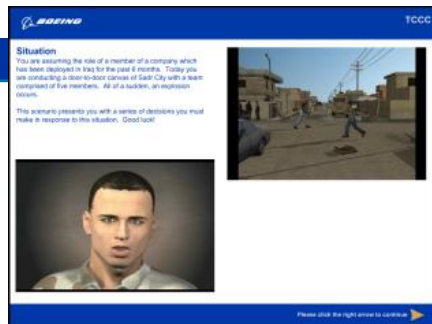 BOEING
TCCC
Situation
You are assuming the role of a member of a company which
has been deployed in Iraq for the past 6 months. Today you
are conducting a door-to-door canvas of Sadr City with a team
comprised of five members. All of a sudden, an explosion
occurs.
This scenario presents you with a series of decisions you must
make in response to this situation. Good luck!
Please click the right arrow to continue